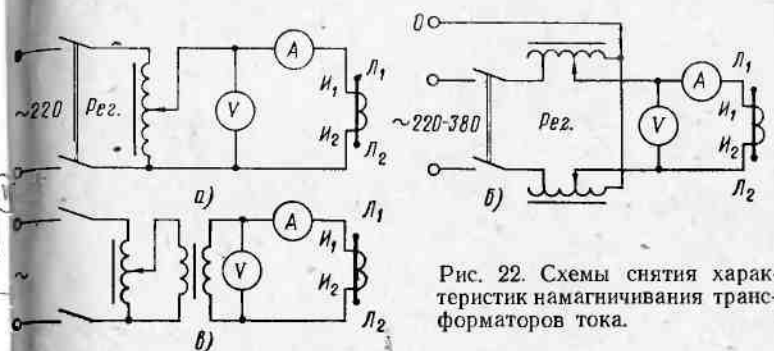 ~220
Рег.
V
A
И₁
И₂
Л₁
Л₂
а)
0
~220-380
Рег.
V
A
И₁
И₂
Л₁
Л₂
б)
~
V
A
И₁
И₂
Л₁
Л₂
в)
Рис. 22. Схемы снятия харак-
теристик намагничивания транс-
форматоров тока.